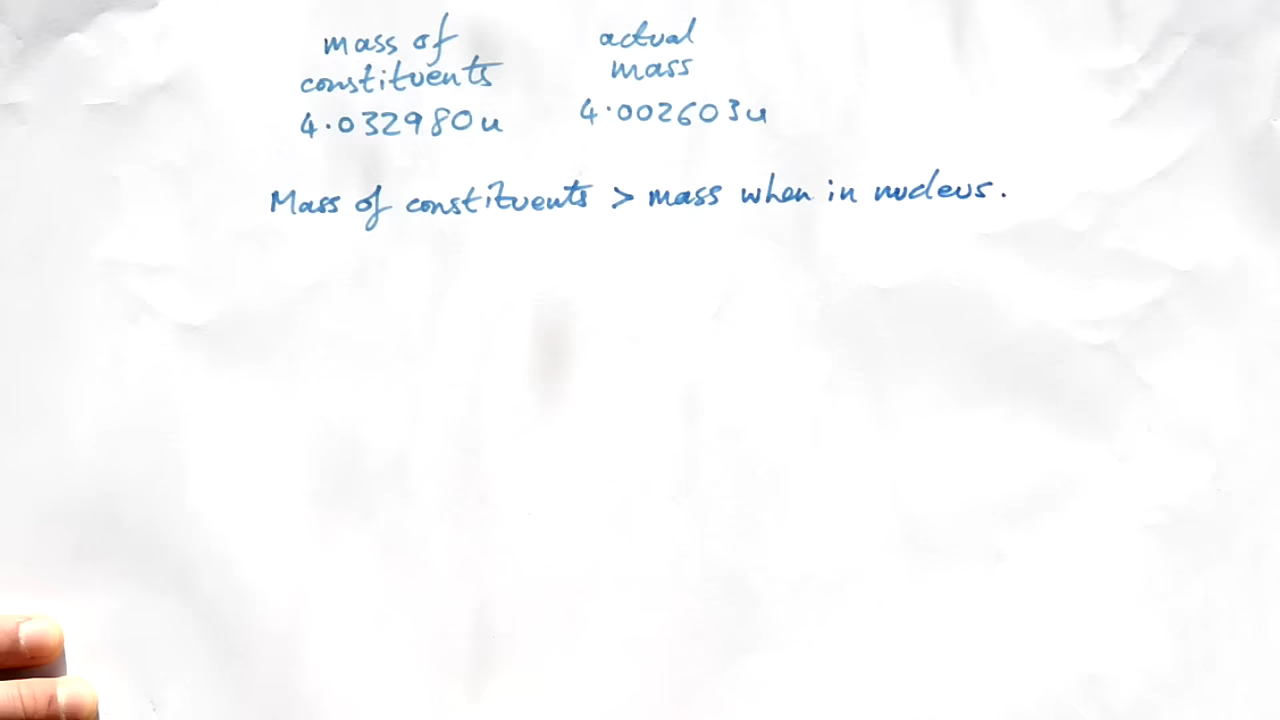 mass of
constituents
4.032980u
actual
mass
4.002603u
Mass of constituents > mass when in nucleus.